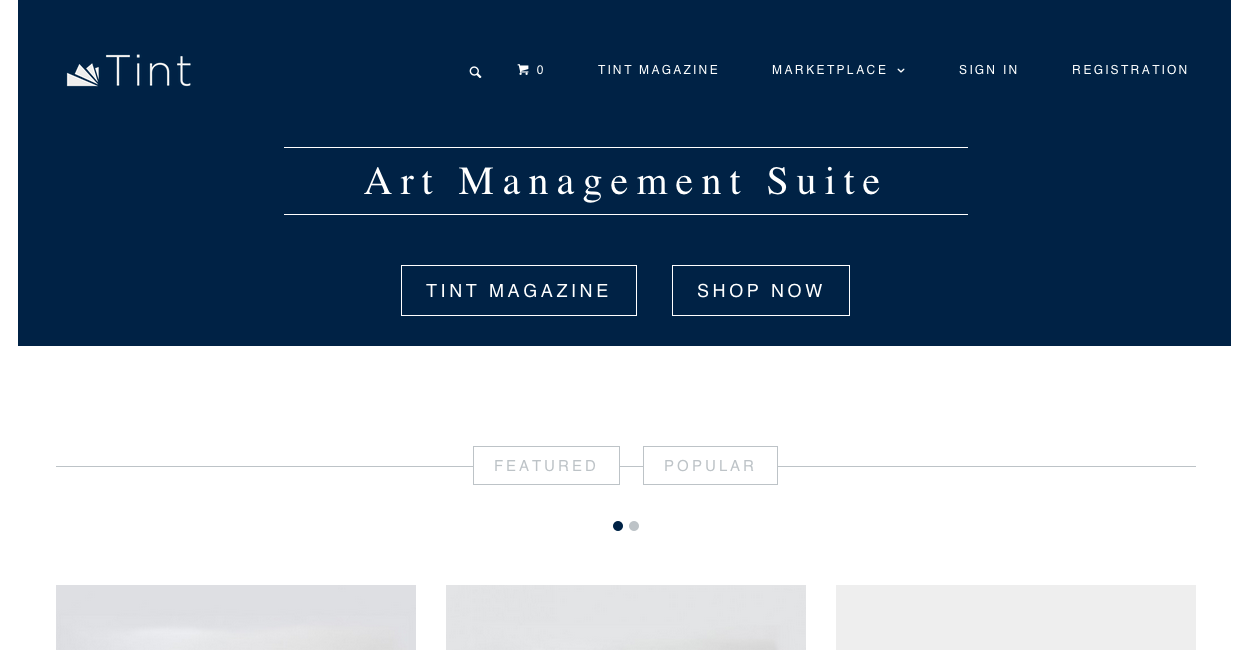 Tint
0
TINT MAGAZINE
MARKETPLACE
SIGN IN
REGISTRATION
Art Management Suite
TINT MAGAZINE
SHOP NOW
FEATURED
POPULAR